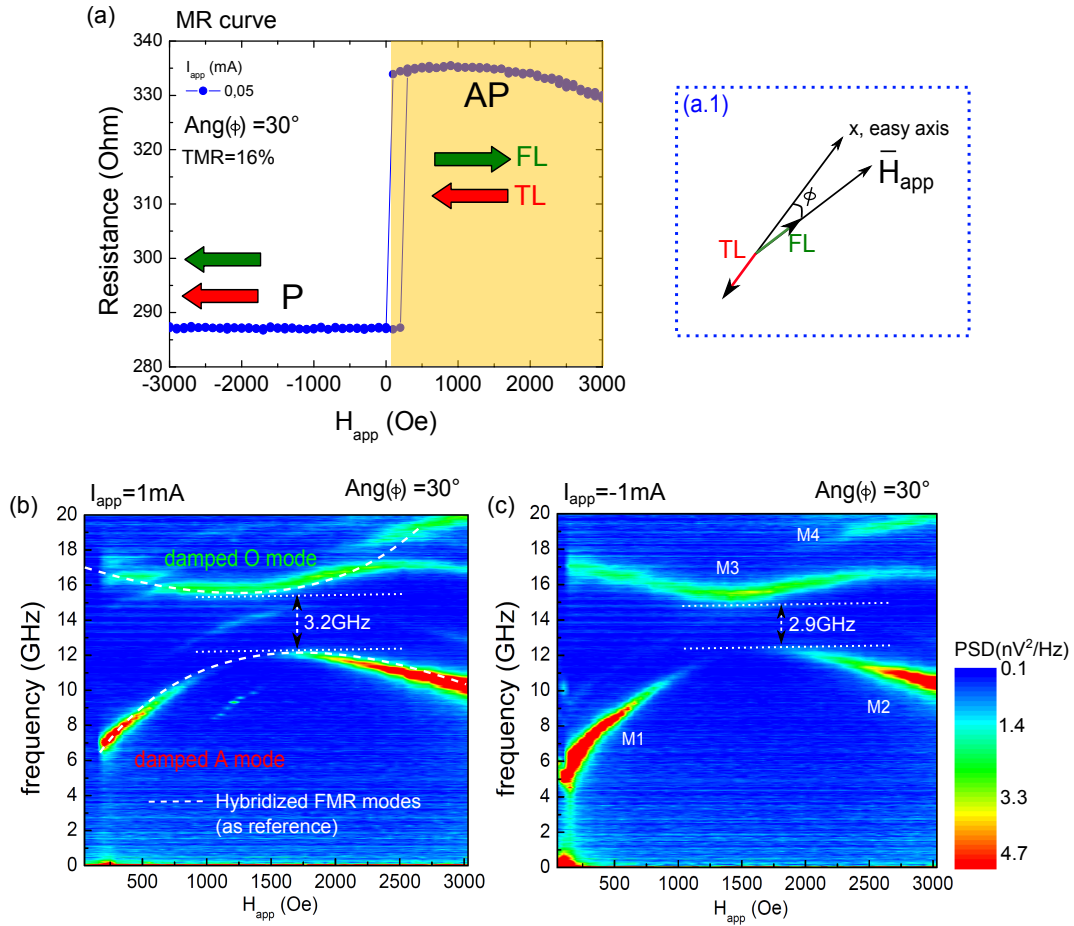 (a)
MR curve
340
330
320
310
300
290
280
Resistance (Ohm)
I_app (mA)
0,05
Ang(ϕ) =30°
TMR=16%
AP
FL
TL
P
-3000
-2000
-1000
0
1000
2000
3000
H_app (Oe)
(a.1)
x, easy axis
H̅_app
ϕ
TL
FL
(b)
I_app=1mA
Ang(ϕ) =30°
20
18
16
14
12
10
8
6
4
2
0
frequency (GHz)
damped O mode
3.2GHz
damped A mode
Hybridized FMR modes
(as reference)
500
1000
1500
2000
2500
3000
H_app (Oe)
(c)
I_app=-1mA
Ang(ϕ) =30°
20
18
16
14
12
10
8
6
4
2
0
frequency (GHz)
M4
M3
2.9GHz
M2
M1
500
1000
1500
2000
2500
3000
H_app (Oe)
PSD(nV²/Hz)
0.1
1.4
3.3
4.7